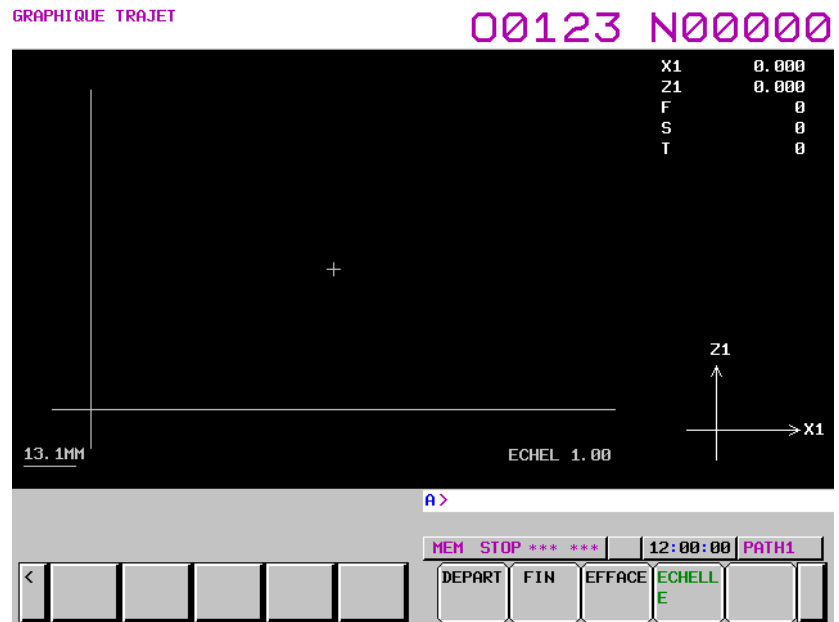 GRAPHIQUE TRAJET
O0123 N00000
X1 0.000
Z1 0.000
F 0
S 0
T 0
Z1
X1
13.1MM
ECHEL 1.00
A>
MEM STOP *** *** 12:00:00 PATH1
< DEPART FIN EFFACE ECHELL
E